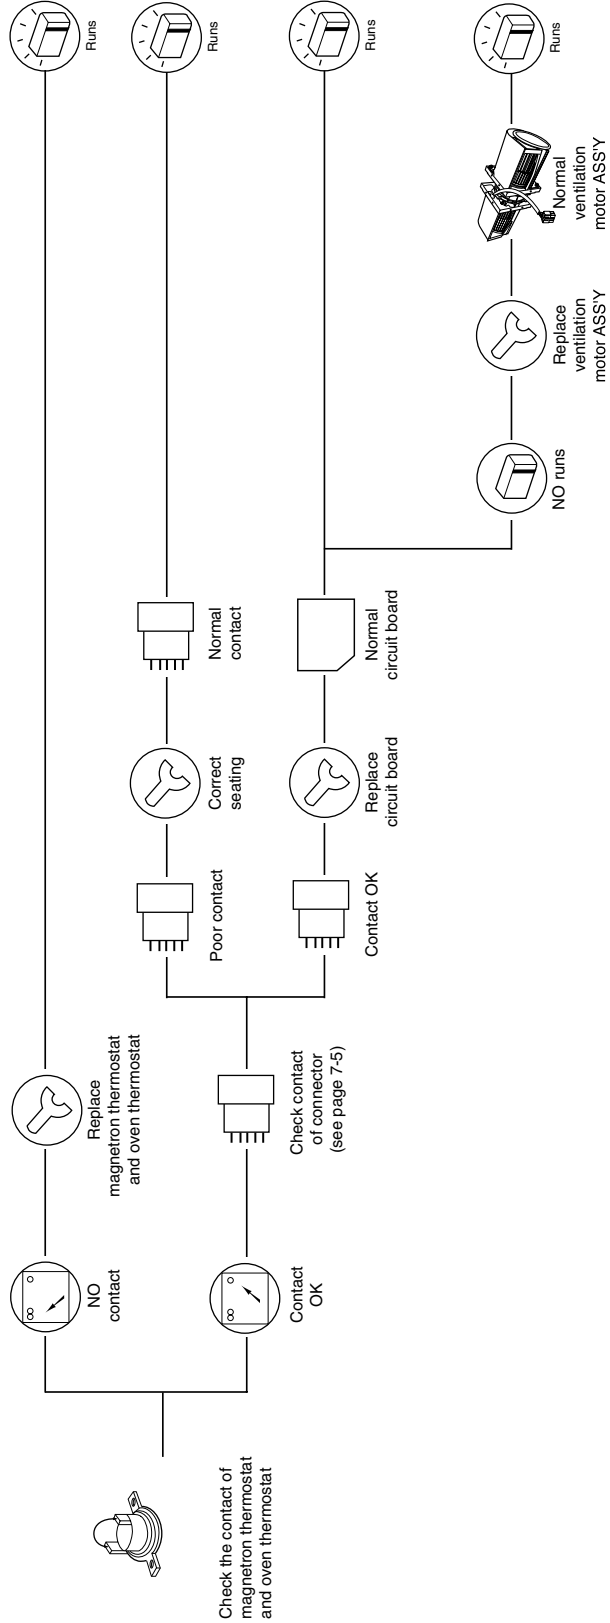 Check the contact of
magnetron thermostat
and oven thermostat
NO
contact
Replace
magnetron thermostat
and oven thermostat
Runs
Contact
OK
Check contact
of connector
(see page 7-5)
Poor contact
Correct
seating
Normal
contact
Runs
Contact OK
Replace
circuit board
Normal
circuit board
Runs
NO runs
Replace
ventilation
motor ASS'Y
Normal
ventilation
motor ASS'Y
Runs